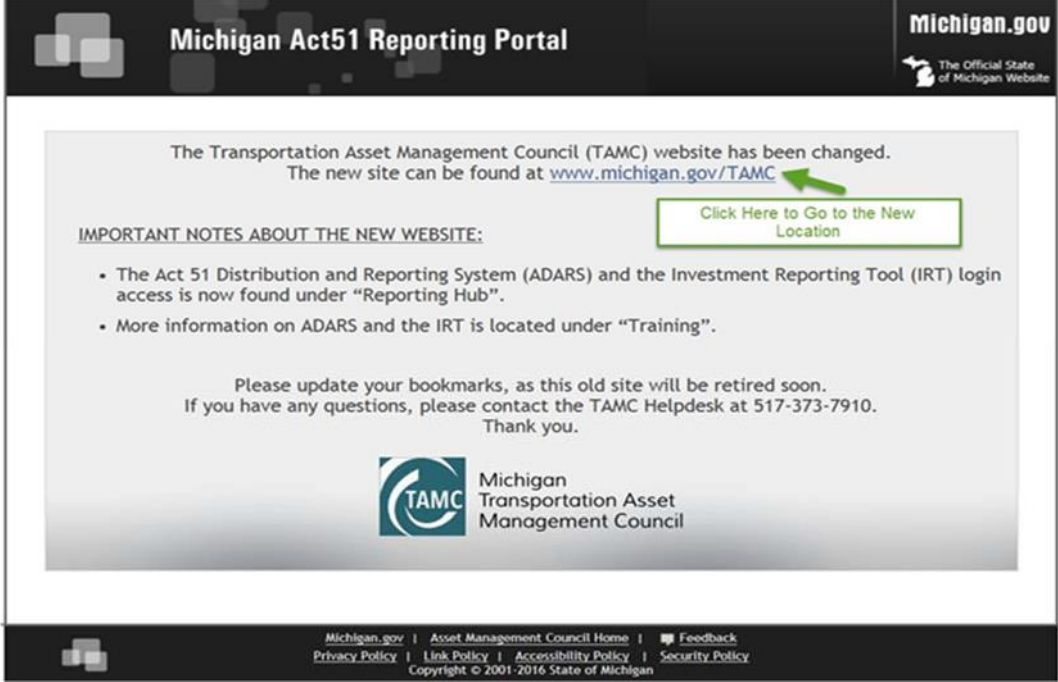 Michigan Act51 Reporting Portal
Michigan.gov
The Official State
of Michigan Website
The Transportation Asset Management Council (TAMC) website has been changed.
The new site can be found at www.michigan.gov/TAMC
Click Here to Go to the New
Location
IMPORTANT NOTES ABOUT THE NEW WEBSITE:
• The Act 51 Distribution and Reporting System (ADARS) and the Investment Reporting Tool (IRT) login
access is now found under “Reporting Hub”.
• More information on ADARS and the IRT is located under “Training”.
Please update your bookmarks, as this old site will be retired soon.
If you have any questions, please contact the TAMC Helpdesk at 517-373-7910.
Thank you.
TAMC
Michigan
Transportation Asset
Management Council
Michigan.gov | Asset Management Council Home | Feedback
Privacy Policy | Link Policy | Accessibility Policy | Security Policy
Copyright © 2001-2016 State of Michigan